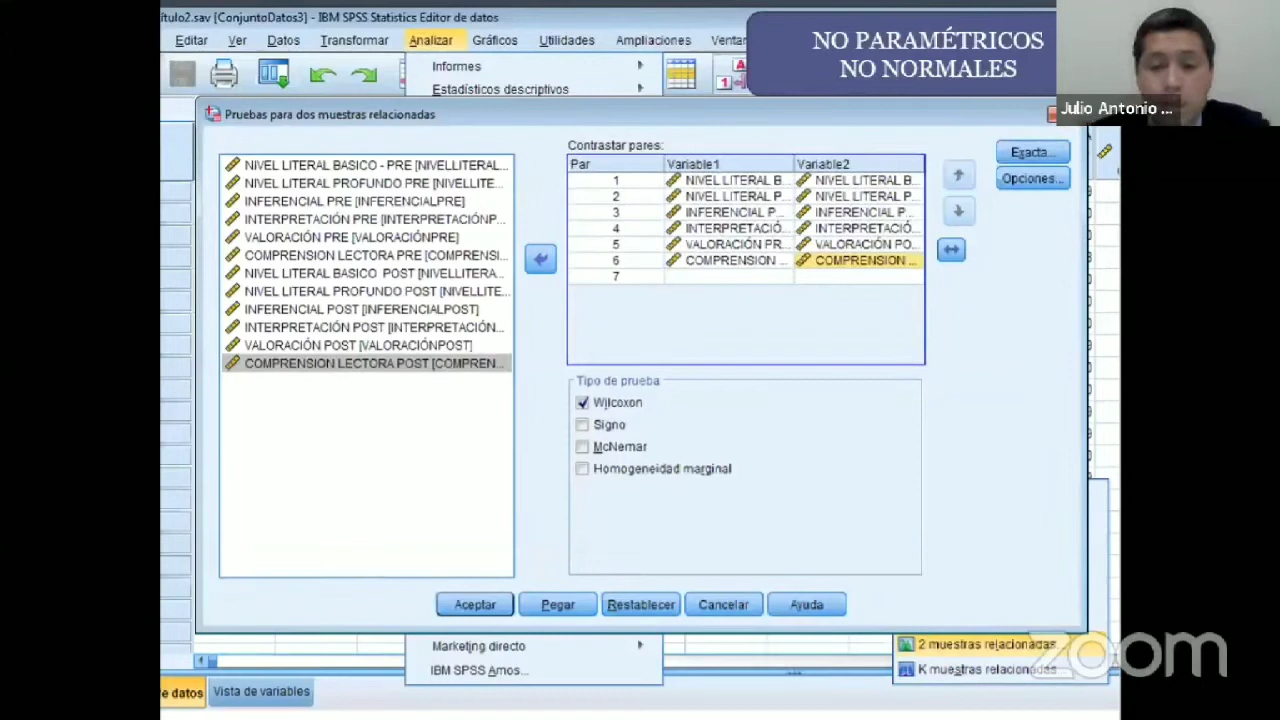 ítulo2.sav [ConjuntoDatos3] - IBM SPSS Statistics Editor de datos
Editar Ver Datos Transformar Analizar Gráficos Utilidades Ampliaciones Ventan
NO PARAMÉTRICOS
NO NORMALES
Julio Antonio ...
Informes
Estadísticos descriptivos
Pruebas para dos muestras relacionadas
NIVEL LITERAL BASICO - PRE [NIVELLITERAL...
NIVEL LITERAL PROFUNDO PRE [NIVELLITE...
INFERENCIAL PRE [INFERENCIALPRE]
INTERPRETACIÓN PRE [INTERPRETACIÓNP...
VALORACIÓN PRE [VALORACIÓNPRE]
COMPRENSION LECTORA PRE [COMPRENSI...
NIVEL LITERAL BASICO POST [NIVELLITERA...
NIVEL LITERAL PROFUNDO POST [NIVELLITE...
INFERENCIAL POST [INFERENCIALPOST]
INTERPRETACIÓN POST [INTERPRETACIÓN...
VALORACIÓN POST [VALORACIÓNPOST]
COMPRENSION LECTORA POST [COMPREN...
Contrastar pares:
Par Variable1 Variable2
1 NIVEL LITERAL B... NIVEL LITERAL B...
2 NIVEL LITERAL P... NIVEL LITERAL P...
3 INFERENCIAL P... INFERENCIAL P...
4 INTERPRETACIÓ... INTERPRETACIÓ...
5 VALORACIÓN PR... VALORACIÓN PO...
6 COMPRENSION ... COMPRENSION ...
7
Exacta...
Opciones...
Tipo de prueba
Wilcoxon
Signo
McNemar
Homogeneidad marginal
Aceptar Pegar Restablecer Cancelar Ayuda
Marketing directo
IBM SPSS Amos...
2 muestras relacionadas...
K muestras relacionadas...
zoom
e datos Vista de variables